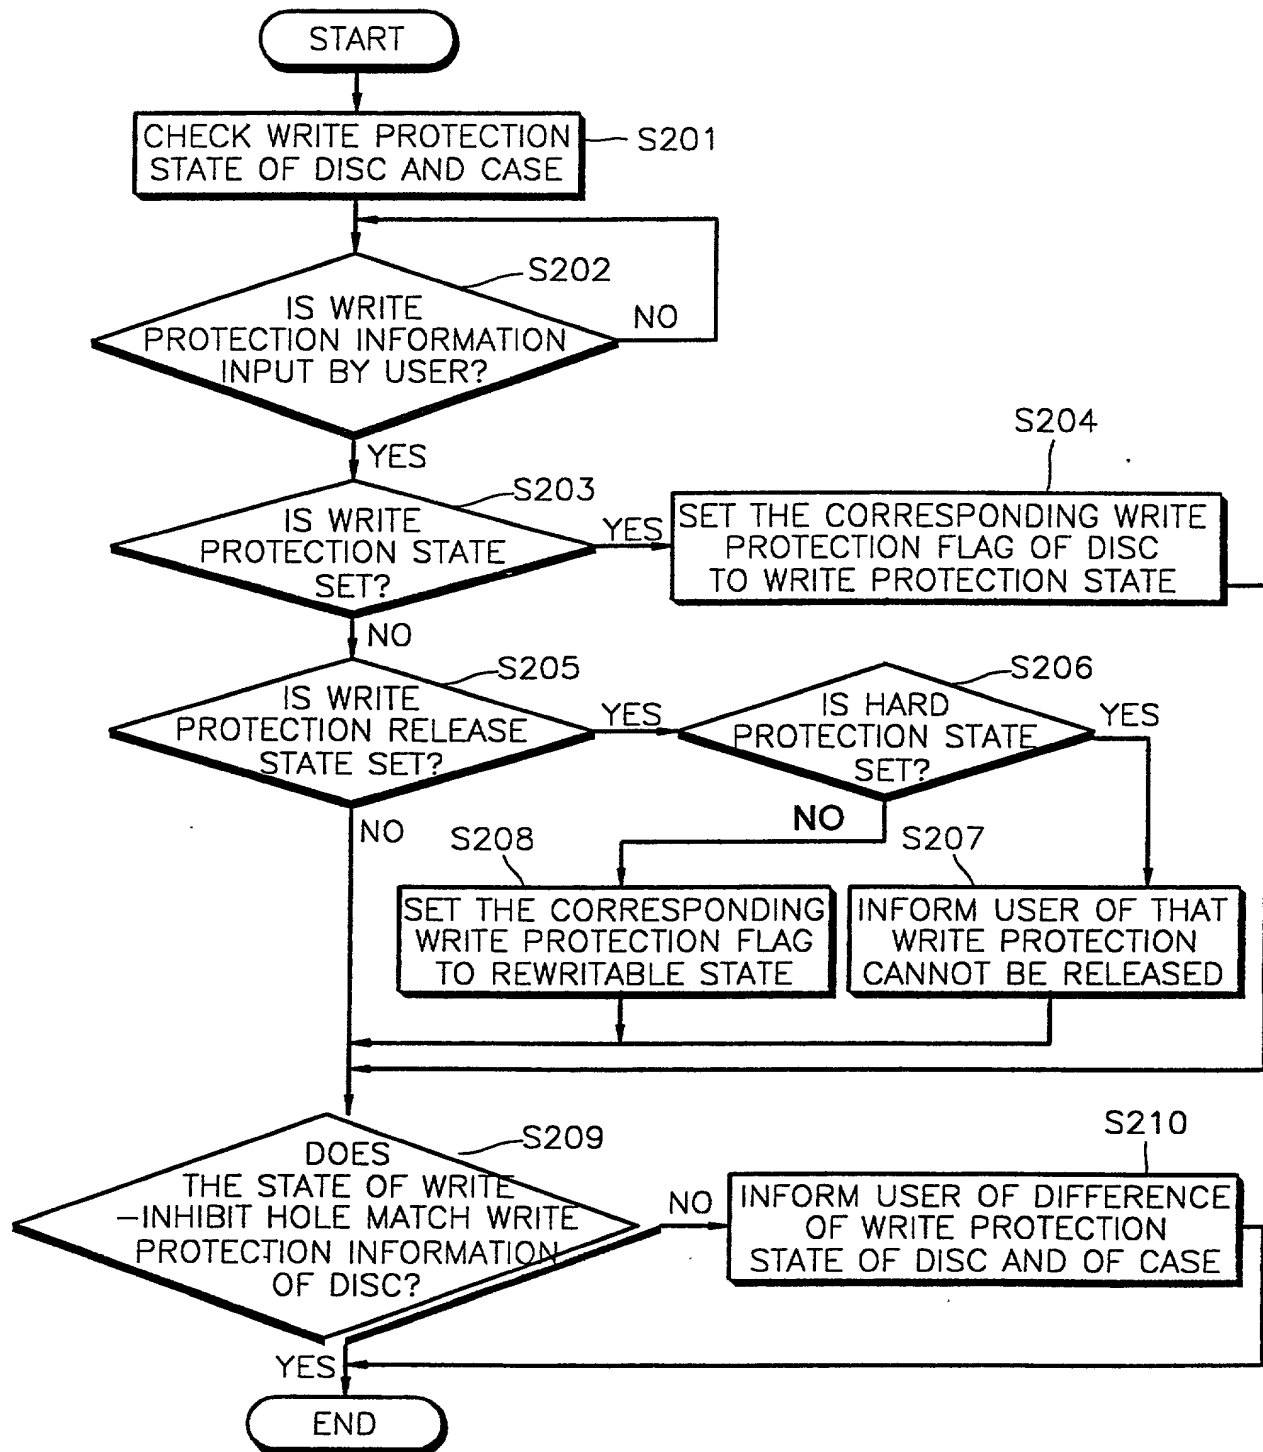 START
CHECK WRITE PROTECTION
STATE OF DISC AND CASE
S201
S202
IS WRITE
PROTECTION INFORMATION
INPUT BY USER?
NO
YES
S203
IS WRITE
PROTECTION STATE
SET?
YES
S204
SET THE CORRESPONDING WRITE
PROTECTION FLAG OF DISC
TO WRITE PROTECTION STATE
NO
S205
IS WRITE
PROTECTION RELEASE
STATE SET?
YES
S206
IS HARD
PROTECTION STATE
SET?
YES
NO
NO
S208
SET THE CORRESPONDING
WRITE PROTECTION FLAG
TO REWRITABLE STATE
S207
INFORM USER OF THAT
WRITE PROTECTION
CANNOT BE RELEASED
S209
DOES
THE STATE OF WRITE
-INHIBIT HOLE MATCH WRITE
PROTECTION INFORMATION
OF DISC?
NO
S210
INFORM USER OF DIFFERENCE
OF WRITE PROTECTION
STATE OF DISC AND OF CASE
YES
END